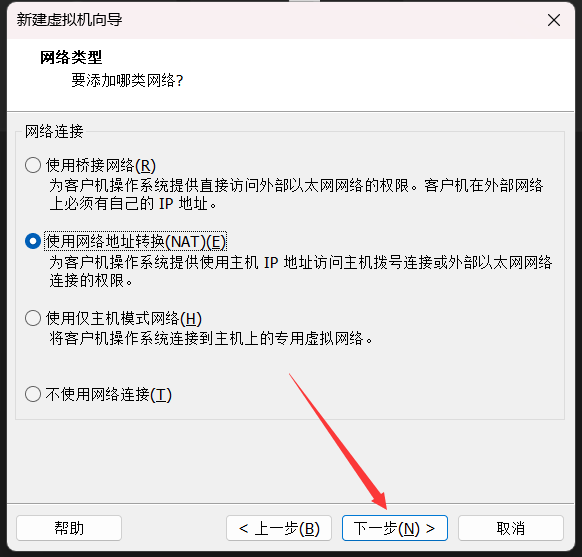 新建虚拟机向导
网络类型
要添加哪类网络?
网络连接
使用桥接网络(R)
为客户机操作系统提供直接访问外部以太网网络的权限。客户机在外部网络
上必须有自己的 IP 地址。
使用网络地址转换(NAT)(E)
为客户机操作系统提供使用主机 IP 地址访问主机拨号连接或外部以太网网络
连接的权限。
使用仅主机模式网络(H)
将客户机操作系统连接到主机上的专用虚拟网络。
不使用网络连接(T)
帮助 < 上一步(B) 下一步(N) > 取消